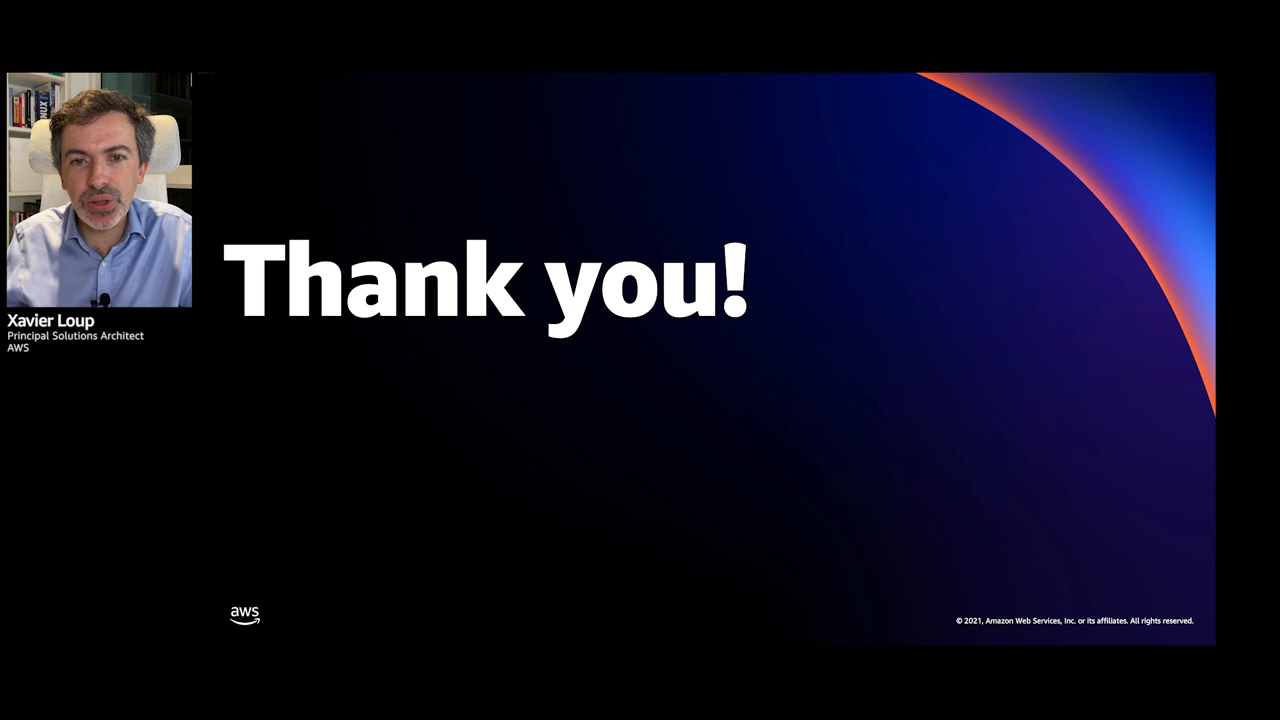 NUX
Xavier Loup
Principal Solutions Architect
AWS
Thank you!
aws
© 2021, Amazon Web Services, Inc. or its affiliates. All rights reserved.